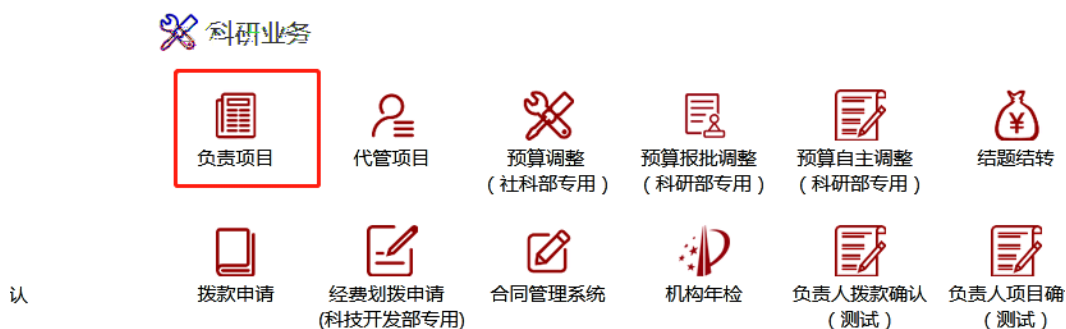 科研业务
负责项目
代管项目
预算调整
(社科部专用)
预算报批调整
(科研部专用)
预算自主调整
(科研部专用)
结题结转
认
拨款申请
经费划拨申请
(科技开发部专用)
合同管理系统
机构年检
负责人拨款确认
(测试)
负责人项目确
(测试)